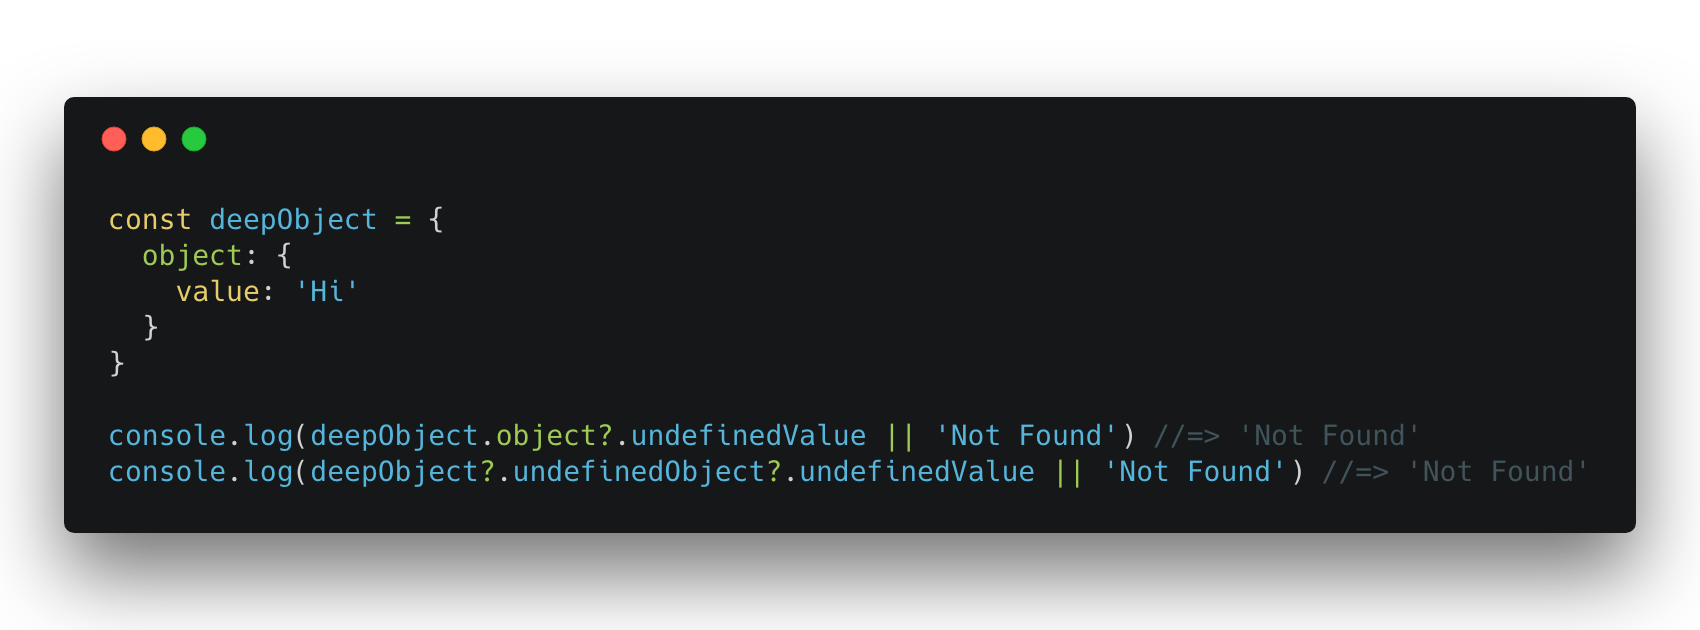 const deepObject = {
  object: {
    value: 'Hi'
  }
}
console.log(deepObject.object?.undefinedValue || 'Not Found') //=> 'Not Found'
console.log(deepObject?.undefinedObject?.undefinedValue || 'Not Found') //=> 'Not Found'